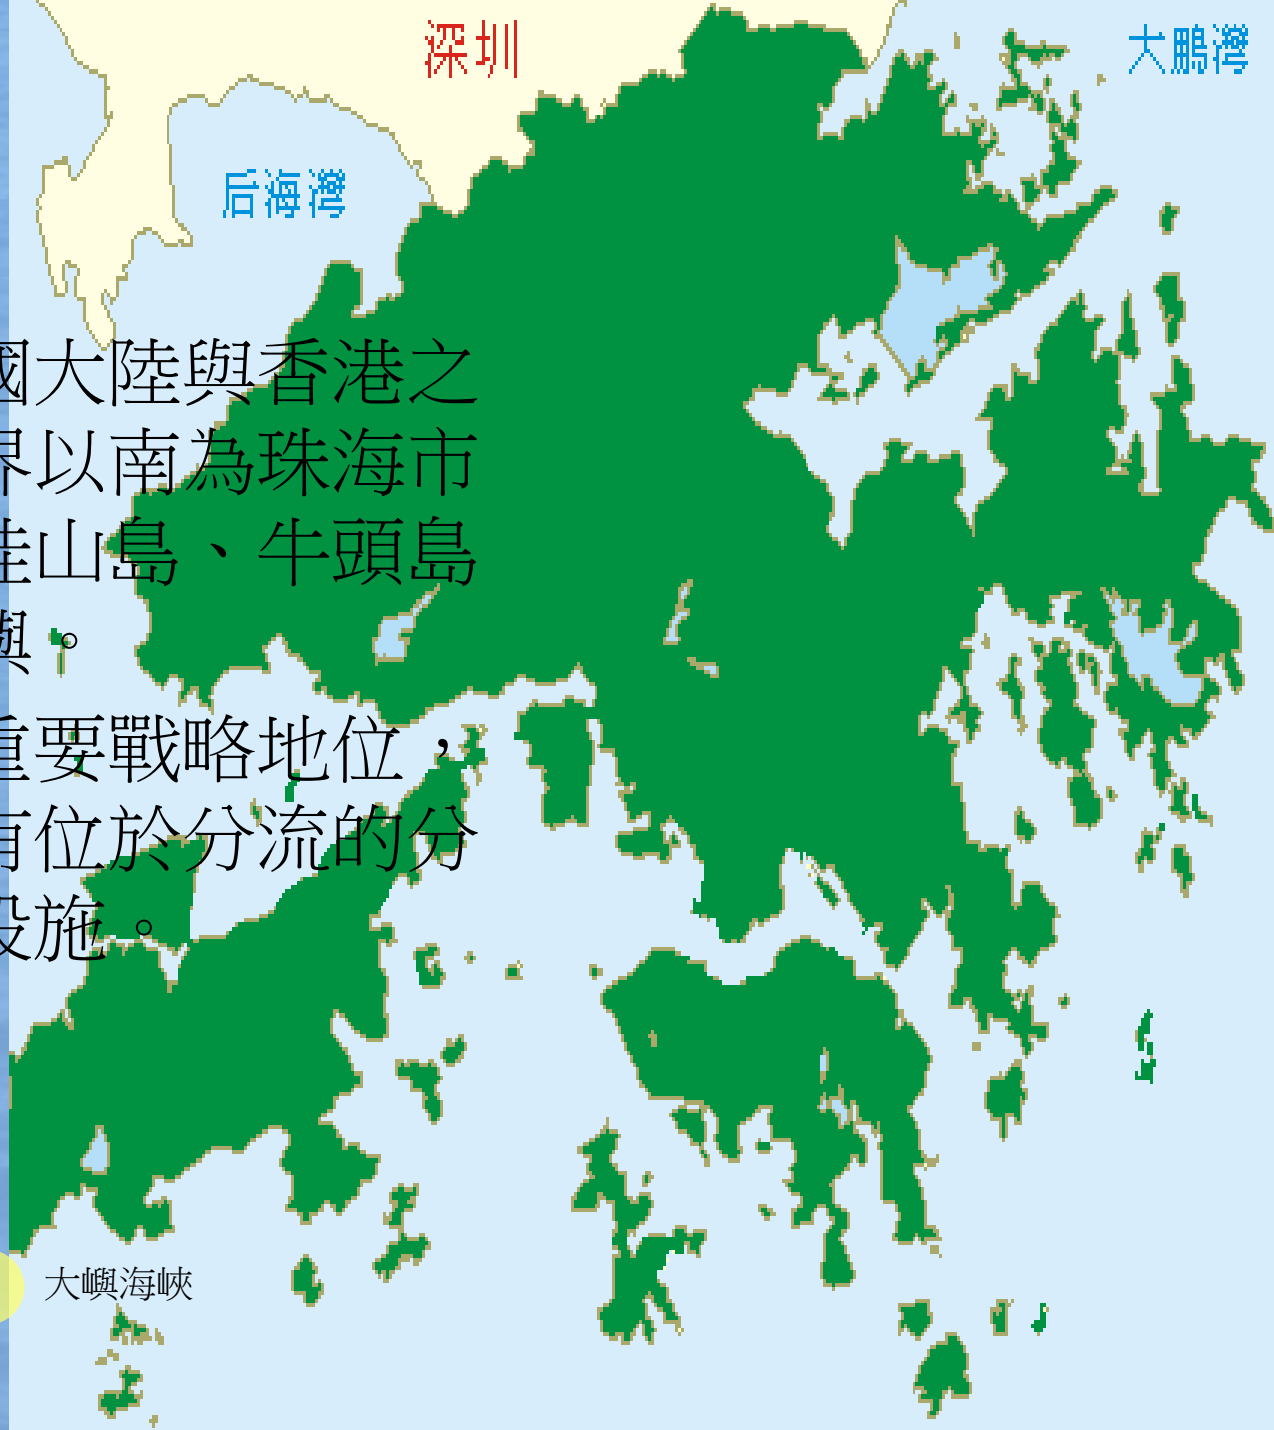 深圳
大鵬灣
后海灣
國大陸與香港之
界以南為珠海市
桂山島、牛頭島
嶼。
重要戰略地位，
有位於分流的分
設施。
大嶼海峽